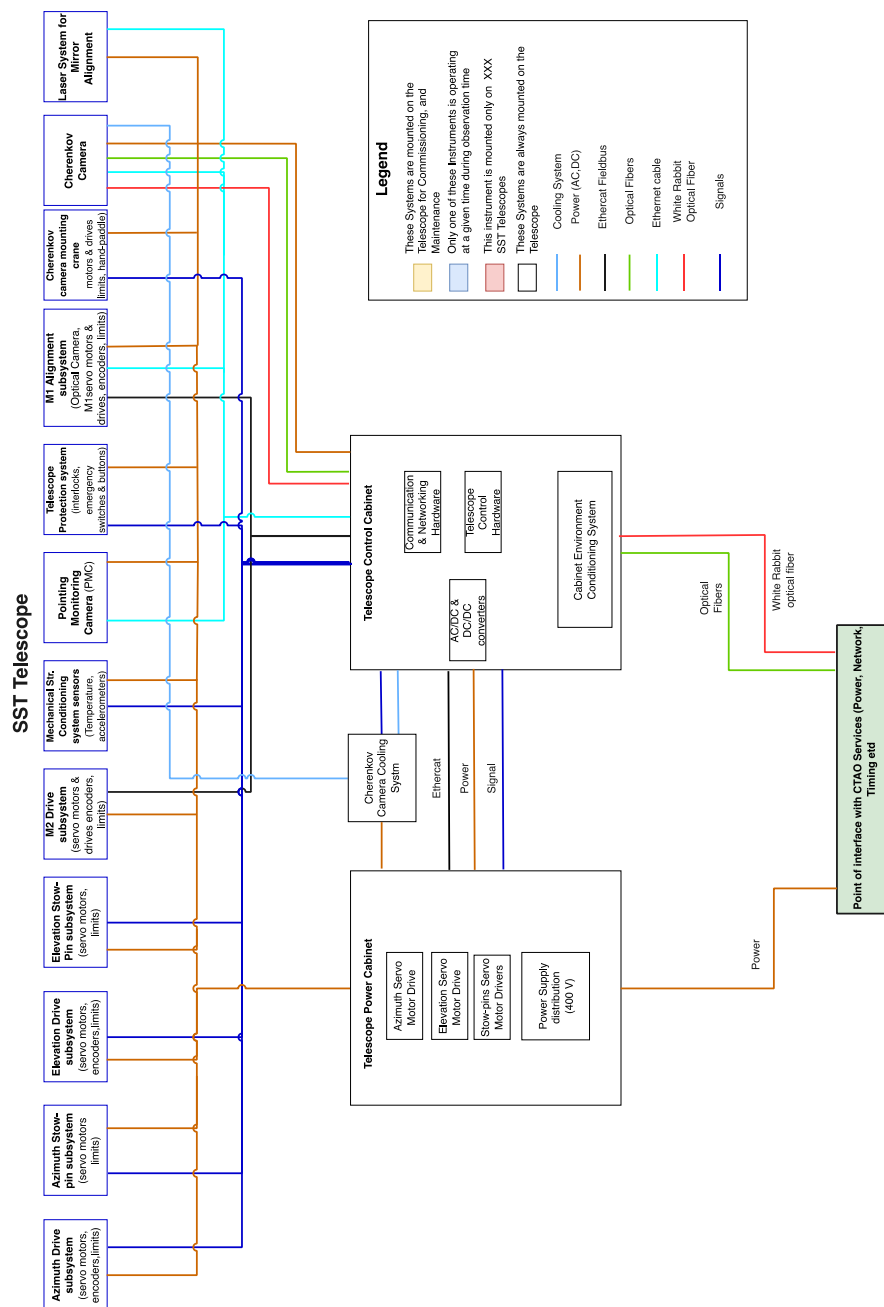 SST Telescope
Azimuth Drive
subsystem
(servo motors,
encoders,limits)
Azimuth Stow-
pin subsystem
(servo motors
limits)
Elevation Drive
subsystem
(servo motors,
encoders,limits)
Elevation Stow-
Pin subsystem
(servo motors,
limits)
M2 Drive
subsystem
(servo motors &
drives encoders,
limits)
Mechanical Str.
Conditioning
system sensors
(Temperature,
accelerometers)
Pointing
Monitoring
Camera (PMC)
Telescope
Protection system
(interlocks,
emergency
switches & buttons)
M1 Alignment
subsystem
(Optical Camera,
M1servo motors &
drives, encoders, limits)
Cherenkov
camera mounting
crane
motors & drives
limits, hand-paddle)
Cherenkov
Camera
Laser System for
Mirror
Alignment
Telescope Power Cabinet
Azimuth Servo
Motor Drive
Elevation Servo
Motor Drive
Stow-pins Servo
Motor Drivers
Power Supply
distribution
(400 V)
Cherenkov
Camera Cooling
Systm
Ethercat
Power
Signal
Telescope Control Cabinet
Communication
& Networking
Hardware
AC/DC &
DC/DC
converters
Telescope
Control
Hardware
Cabinet Environment
Conditioning System
Legend
These Systems are mounted on the
Telescope for Commissioning, and
Maintenance
Only one of these Instruments is operating
at a given time during observation time
This instrument is mounted only on XXX
SST Telescopes
These Systems are always mounted on the
Telescope
Cooling System
Power (AC,DC)
Ethercat Fieldbus
Optical Fibers
Ethernet cable
White Rabbit
Optical Fiber
Signals
Power
Optical
Fibers
White Rabbit
optical fiber
Point of interface with CTAO Services (Power, Network,
Timing etd